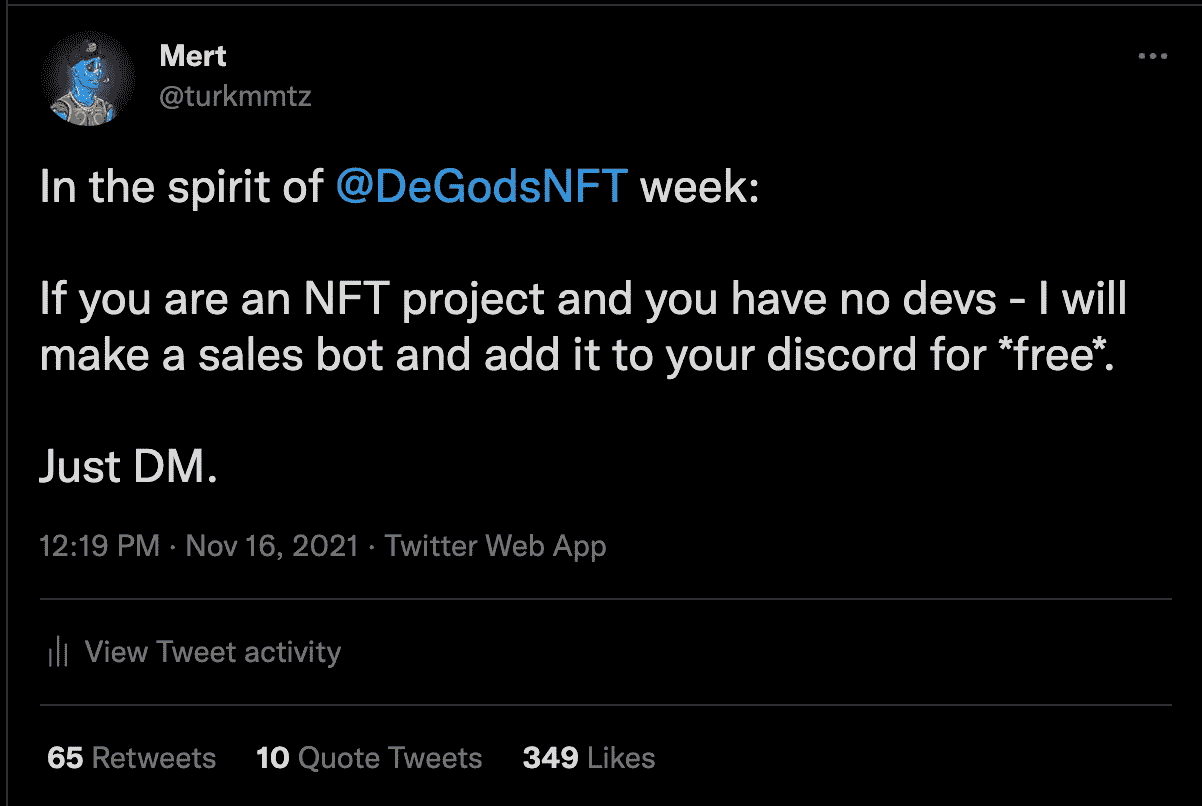 Mert
@turkmmtz
In the spirit of @DeGodsNFT week:
If you are an NFT project and you have no devs - I will
make a sales bot and add it to your discord for *free*.
Just DM.
12:19 PM · Nov 16, 2021 · Twitter Web App
View Tweet activity
65 Retweets 10 Quote Tweets 349 Likes